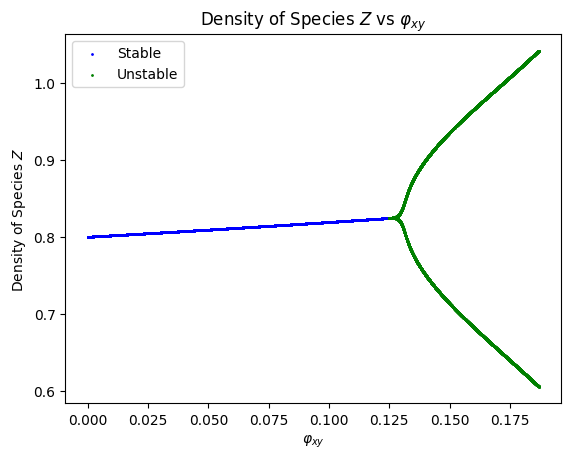 Density of Species Z vs φxy
Stable
Unstable
Density of Species Z
1.0
0.9
0.8
0.7
0.6
0.000 0.025 0.050 0.075 0.100 0.125 0.150 0.175
φxy